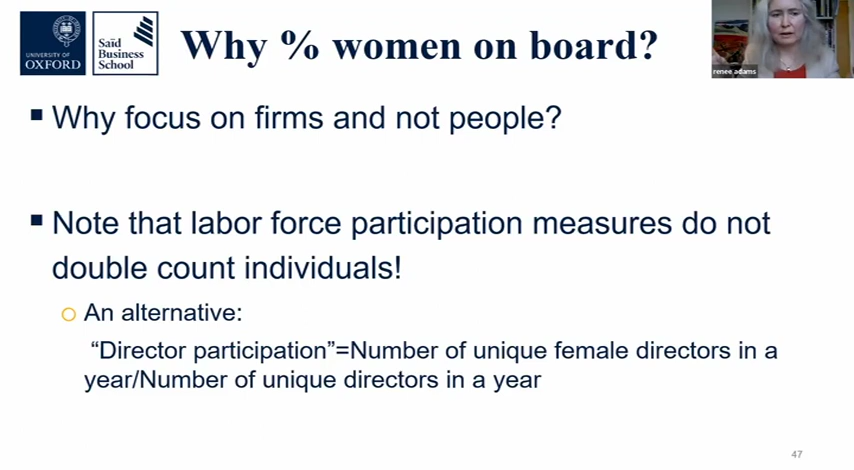 UNIVERSITY OF
OXFORD
Saïd
Business
School
Why % women on board?
renee adams
Why focus on firms and not people?
Note that labor force participation measures do not
double count individuals!
An alternative:
“Director participation”=Number of unique female directors in a
year/Number of unique directors in a year
47